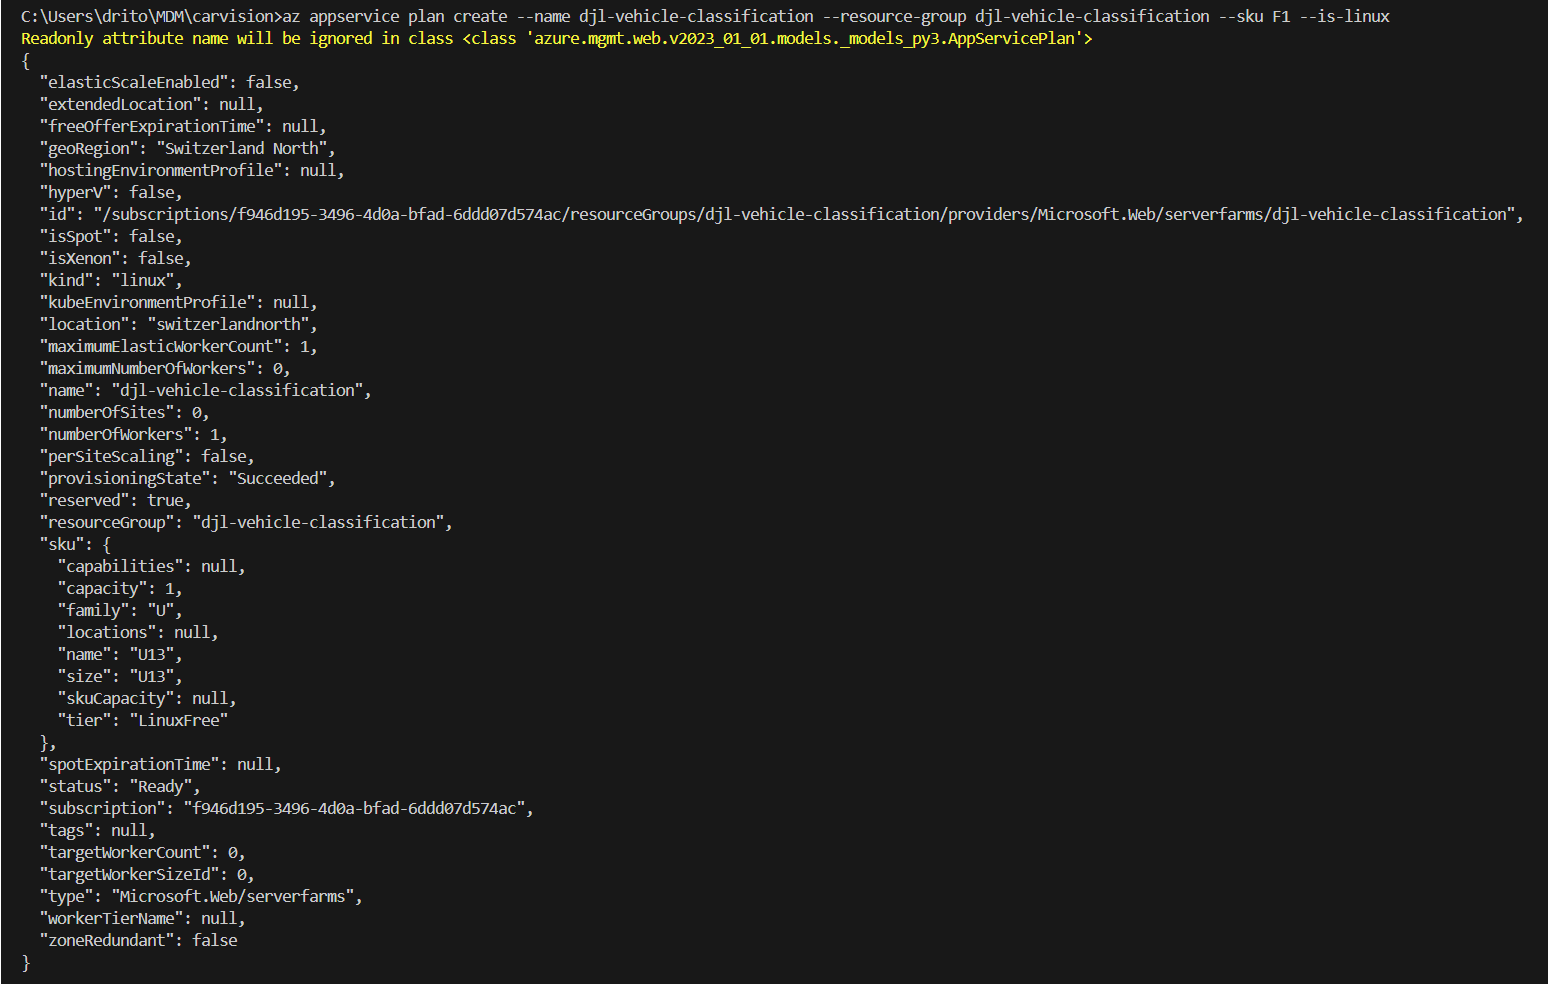 C:\Users\drito\MDM\carvision>az appservice plan create --name djl-vehicle-classification --resource-group djl-vehicle-classification --sku F1 --is-linux
Readonly attribute name will be ignored in class <class 'azure.mgmt.web.v2023_01_01.models._models_py3.AppServicePlan'>
{
  "elasticScaleEnabled": false,
  "extendedLocation": null,
  "freeOfferExpirationTime": null,
  "geoRegion": "Switzerland North",
  "hostingEnvironmentProfile": null,
  "hyperV": false,
  "id": "/subscriptions/f946d195-3496-4d0a-bfad-6ddd07d574ac/resourceGroups/djl-vehicle-classification/providers/Microsoft.Web/serverfarms/djl-vehicle-classification",
  "isSpot": false,
  "isXenon": false,
  "kind": "linux",
  "kubeEnvironmentProfile": null,
  "location": "switzerlandnorth",
  "maximumElasticWorkerCount": 1,
  "maximumNumberOfWorkers": 0,
  "name": "djl-vehicle-classification",
  "numberOfSites": 0,
  "numberOfWorkers": 1,
  "perSiteScaling": false,
  "provisioningState": "Succeeded",
  "reserved": true,
  "resourceGroup": "djl-vehicle-classification",
  "sku": {
    "capabilities": null,
    "capacity": 1,
    "family": "U",
    "locations": null,
    "name": "U13",
    "size": "U13",
    "skuCapacity": null,
    "tier": "LinuxFree"
  },
  "spotExpirationTime": null,
  "status": "Ready",
  "subscription": "f946d195-3496-4d0a-bfad-6ddd07d574ac",
  "tags": null,
  "targetWorkerCount": 0,
  "targetWorkerSizeId": 0,
  "type": "Microsoft.Web/serverfarms",
  "workerTierName": null,
  "zoneRedundant": false
}